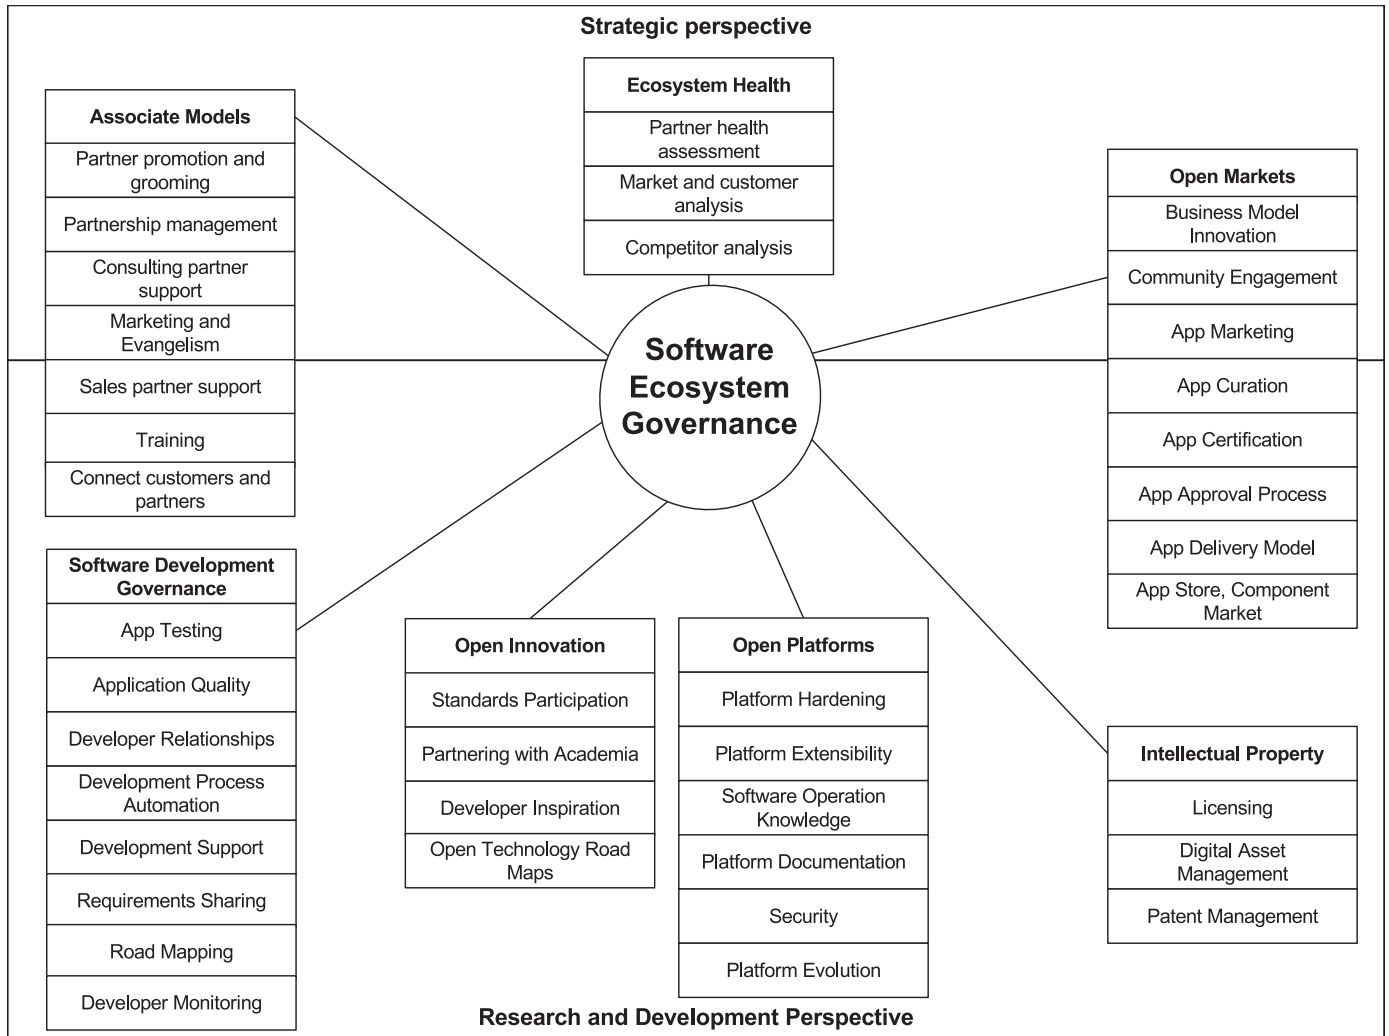 Strategic perspective
Associate Models
Partner promotion and
grooming
Partnership management
Consulting partner
support
Marketing and
Evangelism
Sales partner support
Training
Connect customers and
partners
Ecosystem Health
Partner health
assessment
Market and customer
analysis
Competitor analysis
Open Markets
Business Model
Innovation
Community Engagement
App Marketing
App Curation
App Certification
App Approval Process
App Delivery Model
App Store, Component
Market
Software
Ecosystem
Governance
Software Development
Governance
App Testing
Application Quality
Developer Relationships
Development Process
Automation
Development Support
Requirements Sharing
Road Mapping
Developer Monitoring
Open Innovation
Standards Participation
Partnering with Academia
Developer Inspiration
Open Technology Road
Maps
Open Platforms
Platform Hardening
Platform Extensibility
Software Operation
Knowledge
Platform Documentation
Security
Platform Evolution
Intellectual Property
Licensing
Digital Asset
Management
Patent Management
Research and Development Perspective